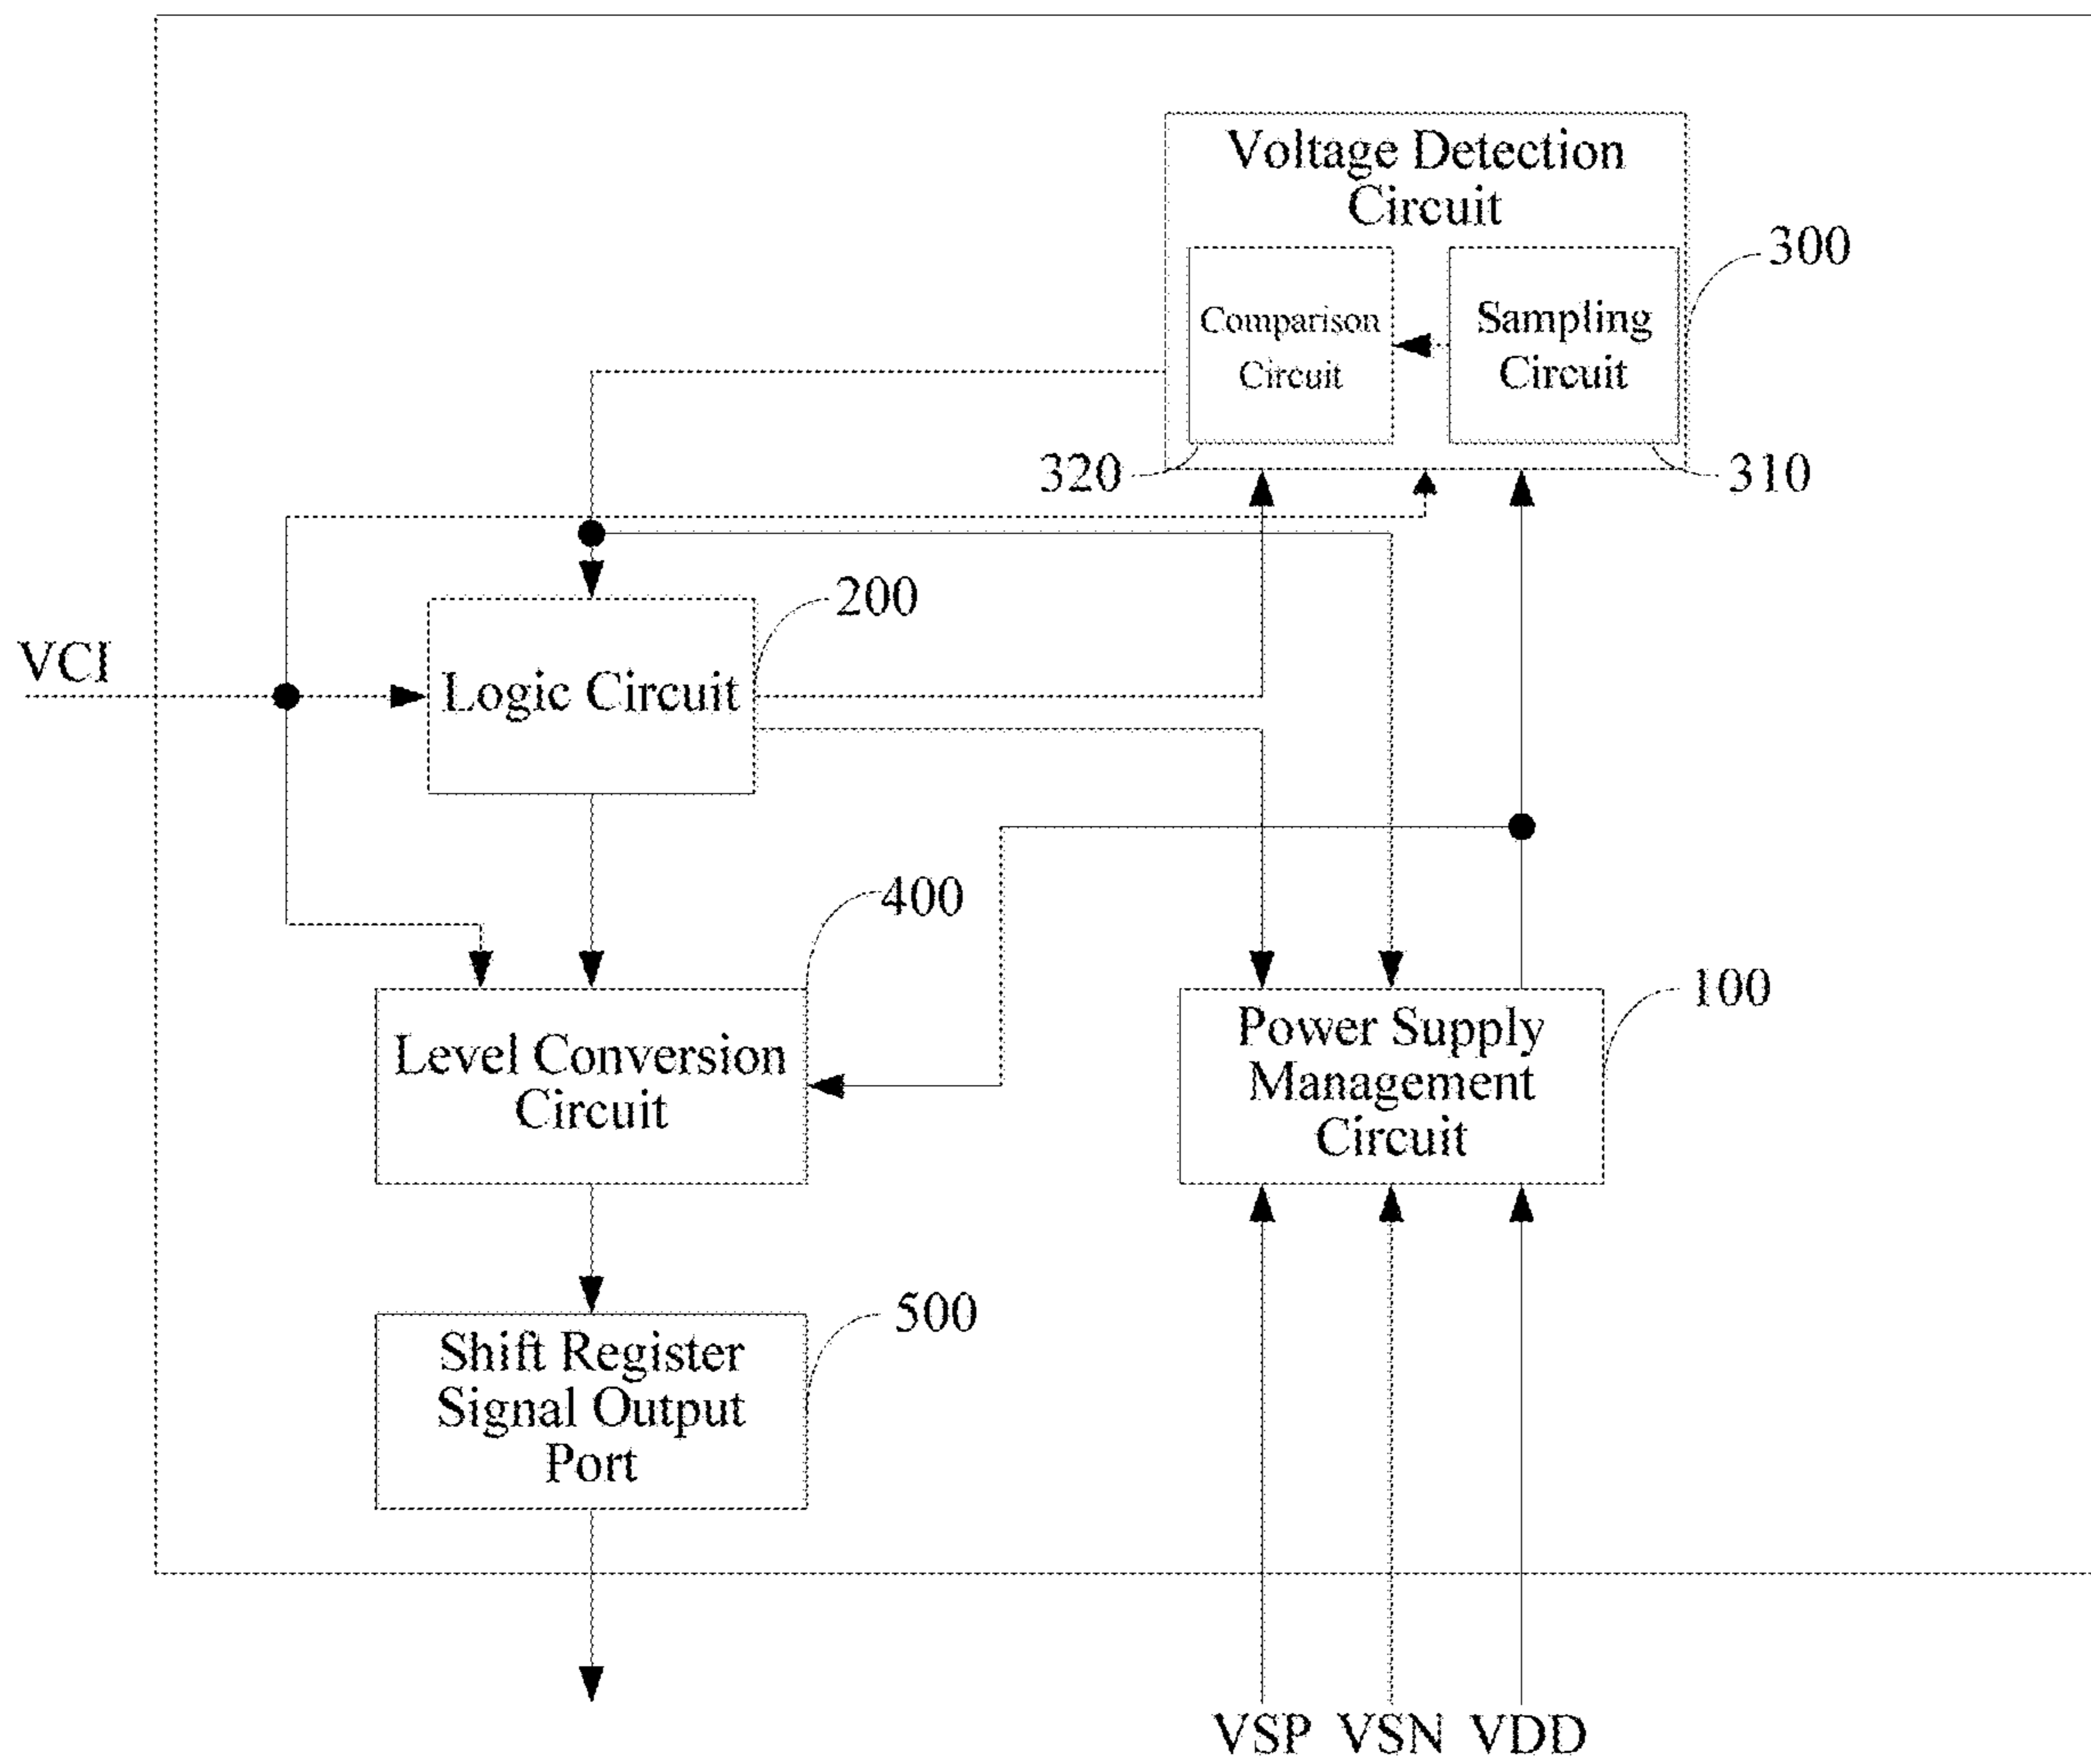 Voltage Detection
Circuit
300
Comparison
Circuit
Sampling
Circuit
320
310
200
VCI
Logic Circuit
400
100
Level Conversion
Circuit
Power Supply
Management
Circuit
500
Shift Register
Signal Output
Port
VSP VSN VDD